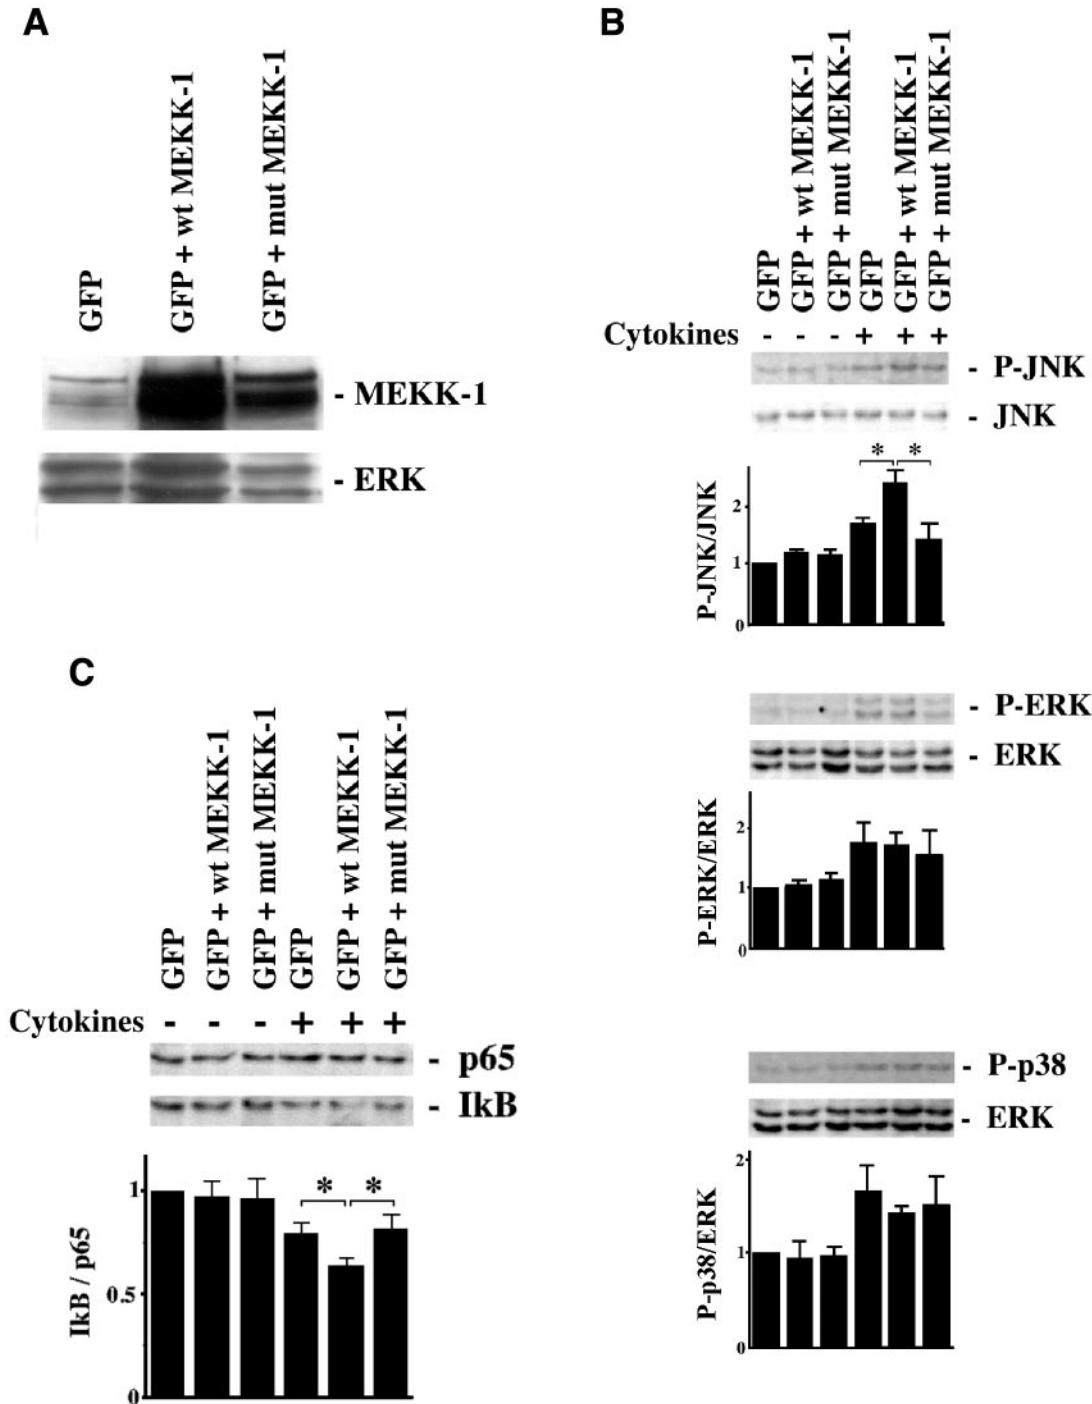 A
GFP
GFP + wt MEKK-1
GFP + mut MEKK-1
- MEKK-1
- ERK
B
GFP
GFP + wt MEKK-1
GFP + mut MEKK-1
GFP
GFP + wt MEKK-1
GFP + mut MEKK-1
Cytokines - - - + + +
- P-JNK
- JNK
* *
P-JNK/JNK
2
1
0
- P-ERK
- ERK
P-ERK/ERK
2
1
0
- P-p38
- ERK
P-p38/ERK
2
1
0
C
GFP
GFP + wt MEKK-1
GFP + mut MEKK-1
GFP
GFP + wt MEKK-1
GFP + mut MEKK-1
Cytokines - - - + + +
- p65
- IkB
* *
IkB / p65
1
0.5
0